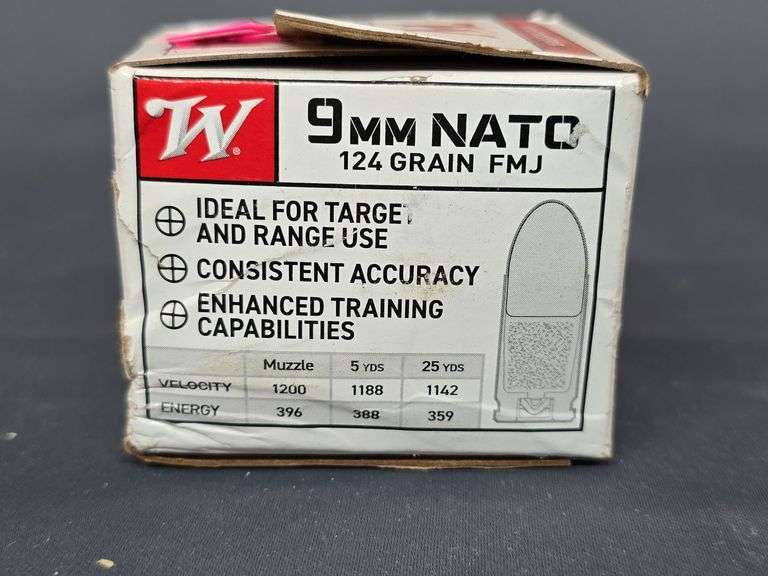 W®
9MM NATO
124 GRAIN FMJ
IDEAL FOR TARGET
AND RANGE USE
CONSISTENT ACCURACY
ENHANCED TRAINING
CAPABILITIES
Muzzle 5 YDS 25 YDS
VELOCITY 1200 1188 1142
ENERGY 396 388 359